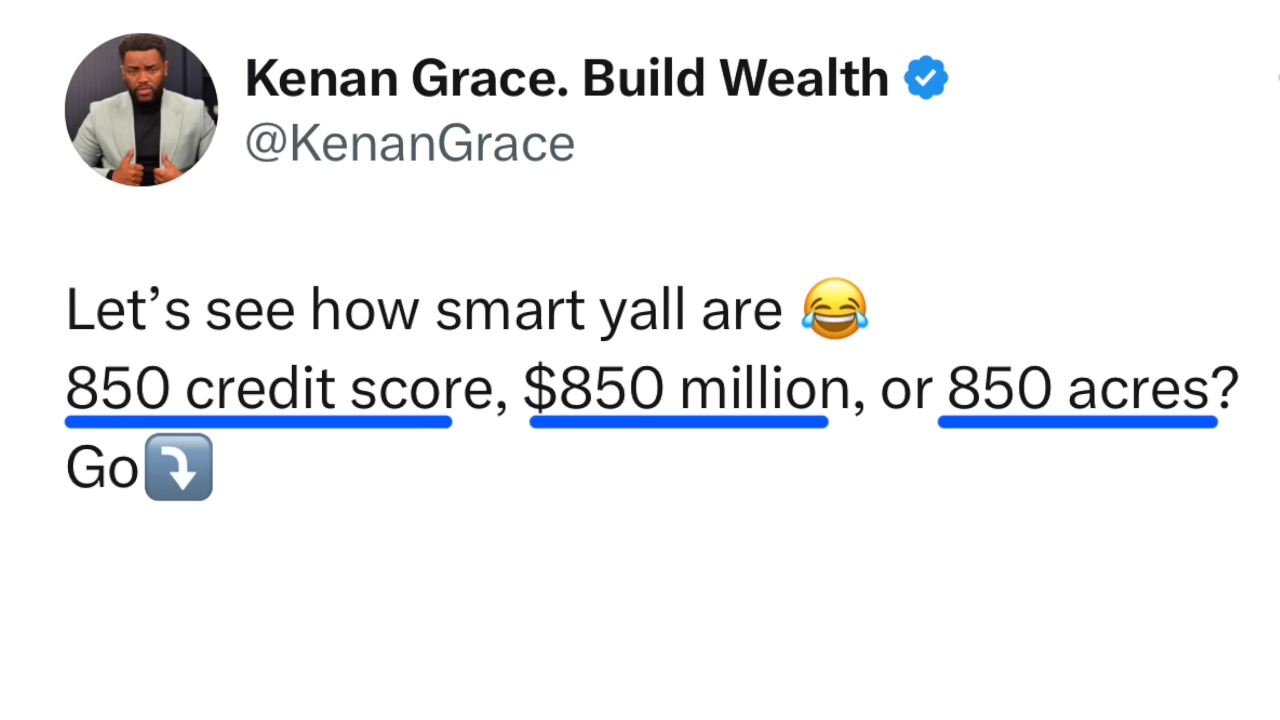 Kenan Grace. Build Wealth
@KenanGrace
Let’s see how smart yall are 😂
850 credit score, $850 million, or 850 acres?
Go⤵️